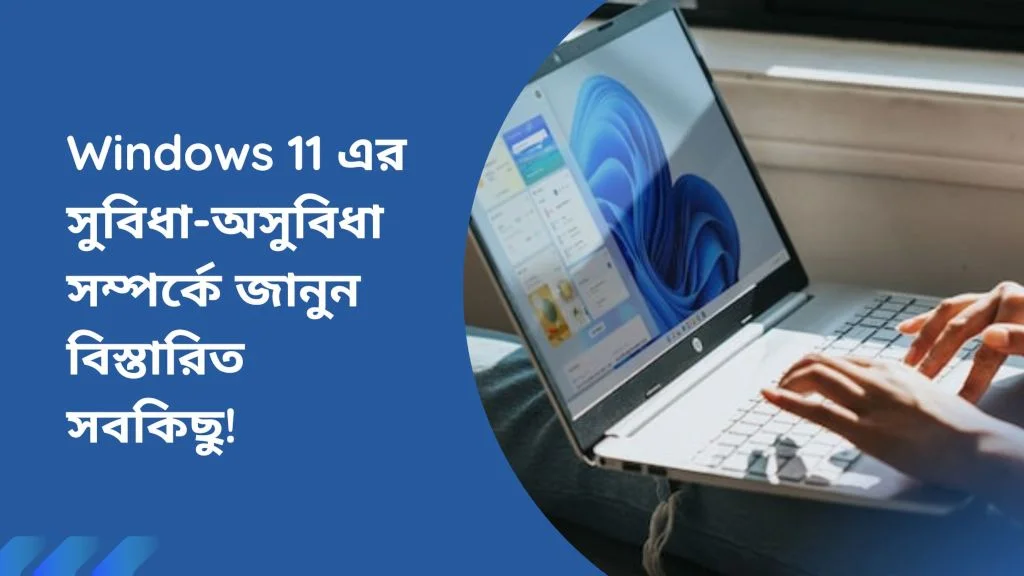 Windows 11 এর
সুবিধা-অসুবিধা
সম্পর্কে জানুন
বিস্তারিত
সবকিছু!